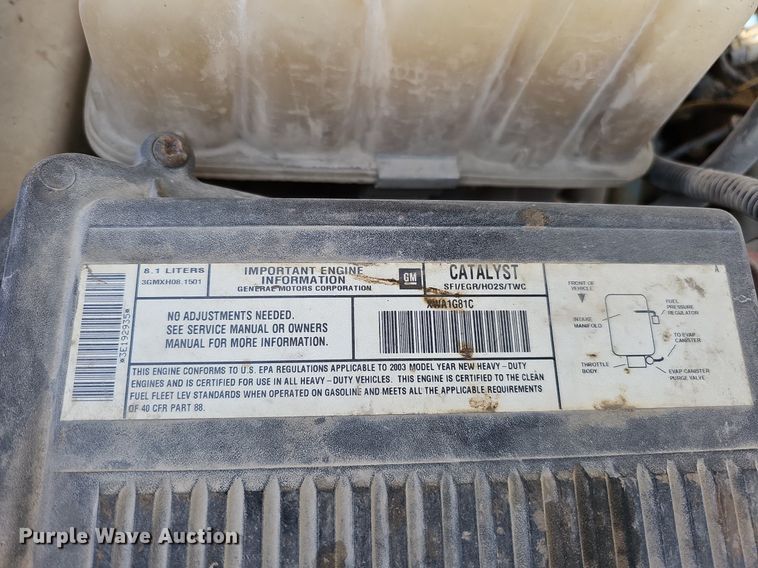 *3E192935*
8.1 LITERS
3GMXH08.1501
IMPORTANT ENGINE
INFORMATION
GENERAL MOTORS CORPORATION
GM
CATALYST
SFI/EGR/HO2S/TWC
NO ADJUSTMENTS NEEDED.
SEE SERVICE MANUAL OR OWNERS
MANUAL FOR MORE INFORMATION.
XWA1G81C
THIS ENGINE CONFORMS TO U.S. EPA REGULATIONS APPLICABLE TO 2003 MODEL YEAR NEW HEAVY-DUTY
ENGINES AND IS CERTIFIED FOR USE IN ALL HEAVY-DUTY VEHICLES. THIS ENGINE IS CERTIFIED TO THE CLEAN
FUEL FLEET LEV STANDARDS WHEN OPERATED ON GASOLINE AND MEETS ALL THE APPLICABLE REQUIREMENTS
OF 40 CFR PART 88.
A
FRONT OF
VEHICLE
FUEL
PRESSURE
REGULATOR
INTAKE
MANIFOLD
TO EVAP
CANISTER
THROTTLE
BODY
EVAP CANISTER
PURGE VALVE
Purple Wave Auction